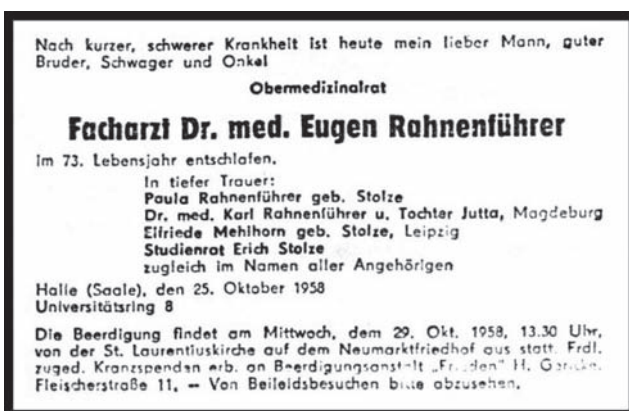 Nach kurzer, schwerer Krankheit ist heute mein lieber Mann, guter
Bruder, Schwager und Onkel
Obermedizinalrat
Facharzt Dr. med. Eugen Rahnenführer
im 73. Lebensjahr entschlafen.
In tiefer Trauer:
Paula Rahnenführer geb. Stolze
Dr. med. Karl Rahnenführer u. Tochter Jutta, Magdeburg
Elfriede Mehlhorn geb. Stolze, Leipzig
Studienrat Erich Stolze
zugleich im Namen aller Angehörigen
Halle (Saale), den 25. Oktober 1958
Universitätsring 8
Die Beerdigung findet am Mittwoch, dem 29. Okt. 1958, 13.30 Uhr,
von der St. Laurentiuskirche auf dem Neumarktfriedhof aus statt. Frdl.
zuged. Kranzspenden erb. an Beerdigungsanstalt „Frieden" H.
Fleischerstraße 11. — Von Beileidsbesuchen bitte abzusehen.